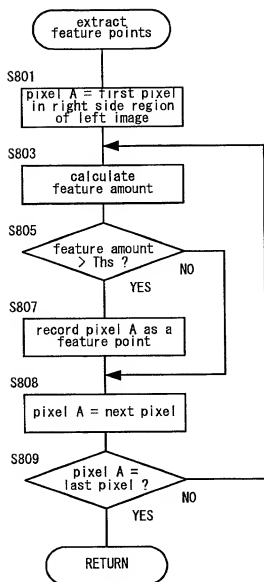 extract
feature points
S801
pixel A = first pixel
in right side region
of left image
S803
calculate
feature amount
S805
feature amount
> Ths ?
NO
YES
S807
record pixel A as a
feature point
S808
pixel A = next pixel
S809
pixel A =
last pixel ?
NO
YES
RETURN